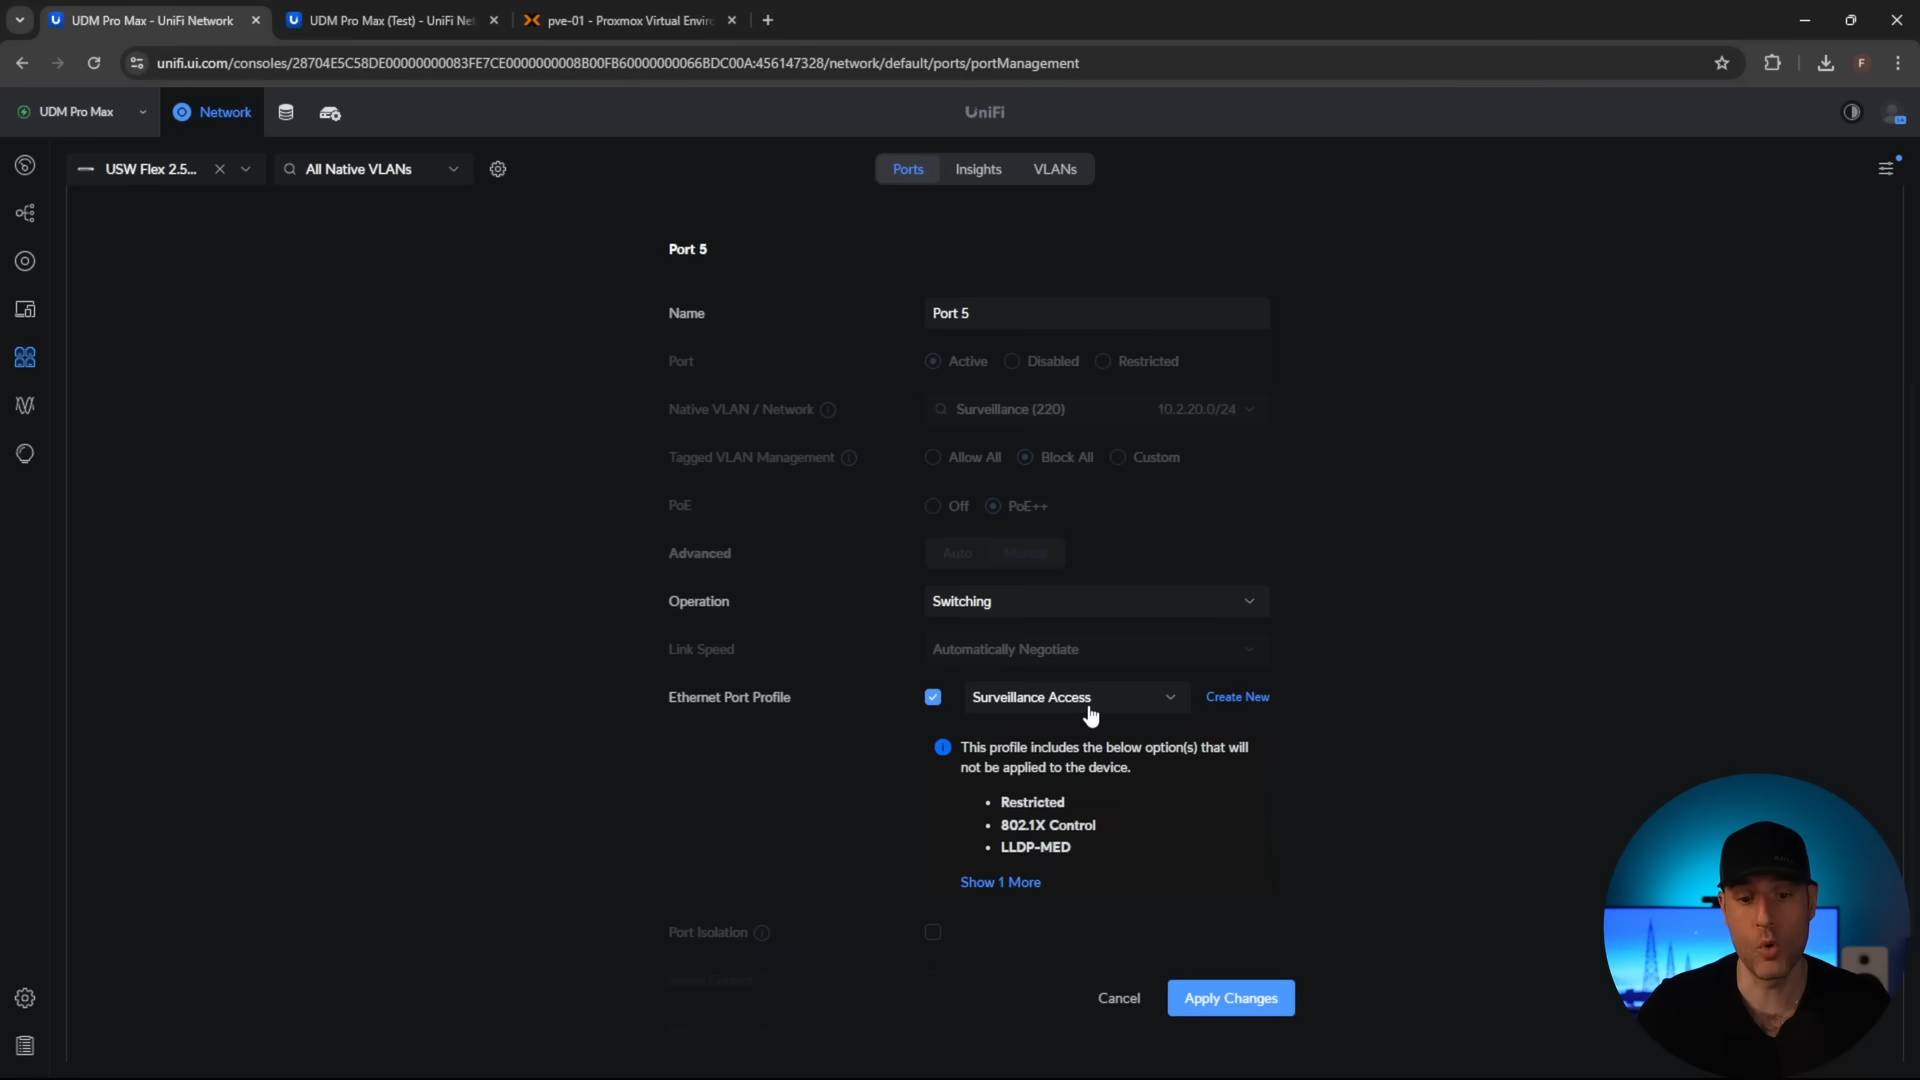 UDM Pro Max - UniFi Network
UDM Pro Max (Test) - UniFi Net
pve-01 - Proxmox Virtual Enviro
unifi.ui.com/consoles/28704E5C58DE00000000083FE7CE0000000008B00FB60000000066BDC00A:456147328/network/default/ports/portManagement
F
UDM Pro Max
Network
UniFi
USW Flex 2.5...
All Native VLANs
Ports
Insights
VLANs
Port 5
Name
Port 5
Port
Active
Disabled
Restricted
Native VLAN / Network
Surveillance (220)
10.2.20.0/24
Tagged VLAN Management
Allow All
Block All
Custom
PoE
Off
PoE++
Advanced
Auto
Manual
Operation
Switching
Link Speed
Automatically Negotiate
Ethernet Port Profile
Surveillance Access
Create New
This profile includes the below option(s) that will
not be applied to the device.
• Restricted
• 802.1X Control
• LLDP-MED
Show 1 More
Port Isolation
Cancel
Apply Changes